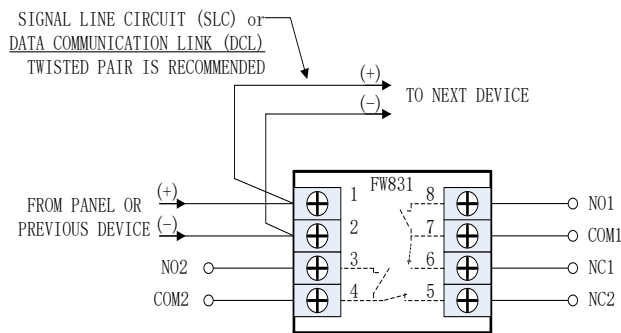 SIGNAL LINE CIRCUIT (SLC) or
DATA COMMUNICATION LINK (DCL)
TWISTED PAIR IS RECOMMENDED
(+)
(-)
TO NEXT DEVICE
FROM PANEL OR
PREVIOUS DEVICE
(+)
(-)
FW831
1
2
3
4
8
7
6
5
NO2
COM2
NO1
COM1
NC1
NC2